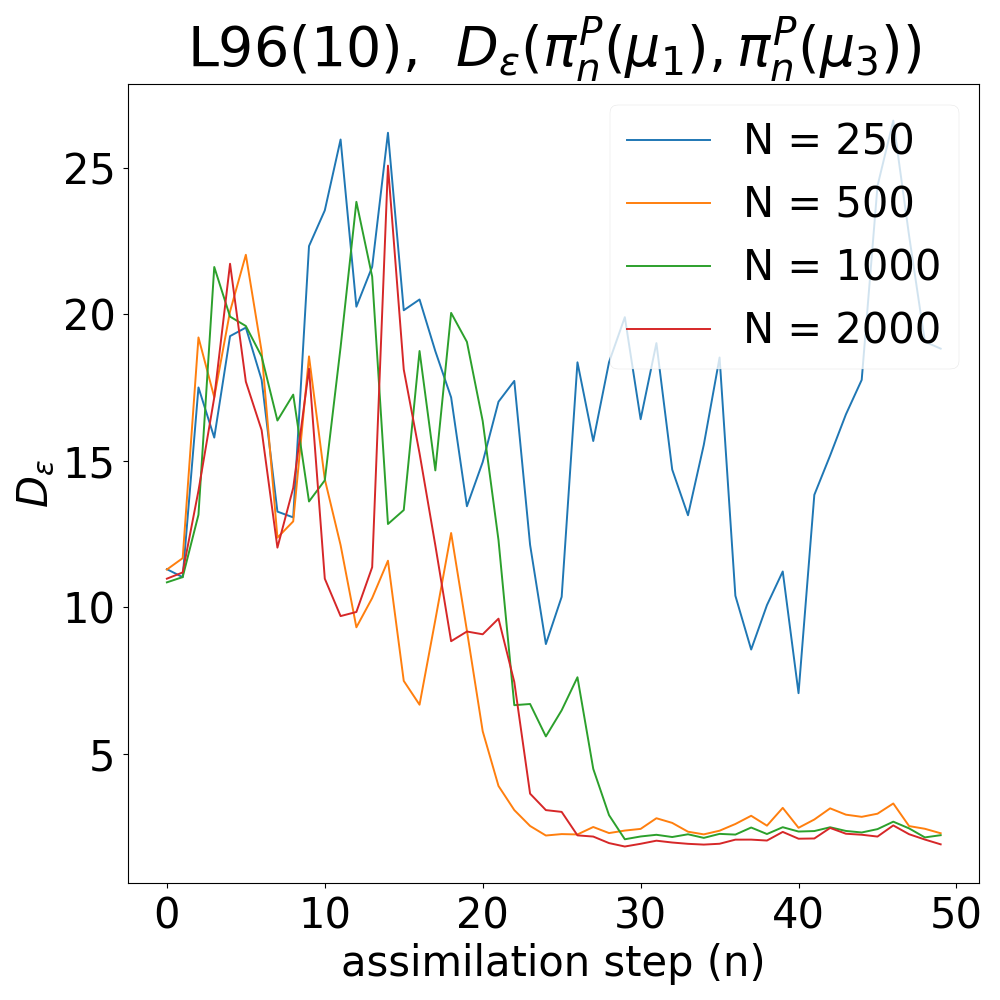 L96(10), D_ε(π_n^P(μ_1), π_n^P(μ_3))
N = 250
N = 500
N = 1000
N = 2000
25
20
15
10
5
D_ε
0 10 20 30 40 50
assimilation step (n)